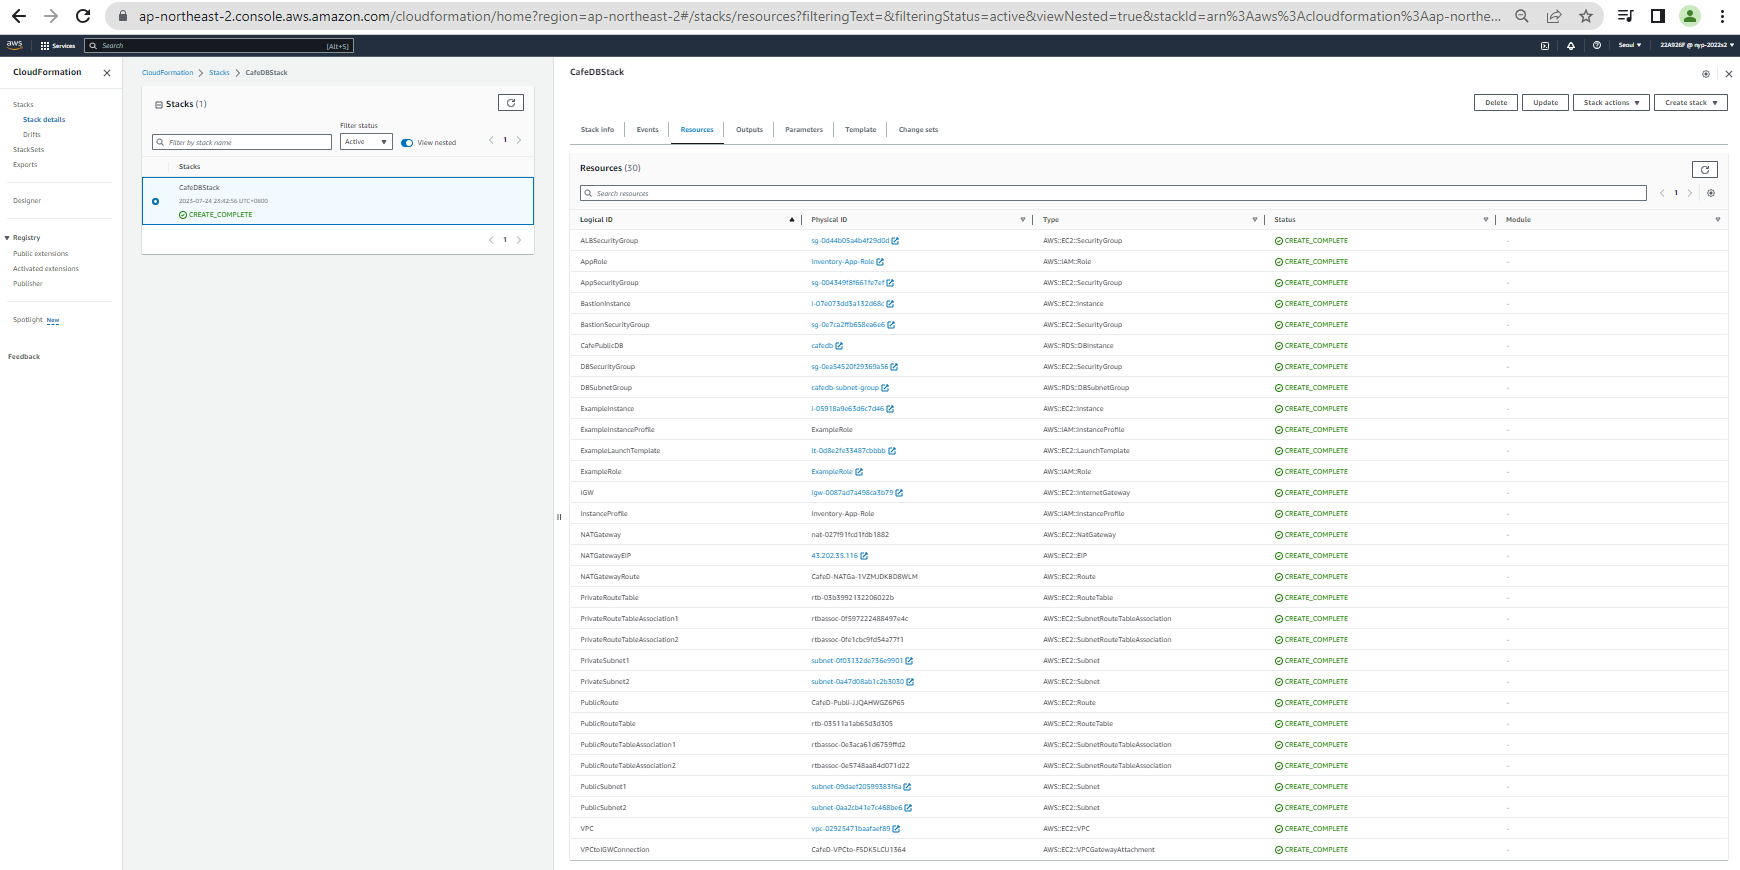 ap-northeast-2.console.aws.amazon.com/cloudformation/home?region=ap-northeast-2#/stacks/resources?filteringText=&filteringStatus=active&viewNested=true&stackId=arn%3Aaws%3Acloudformation%3Aap-northe...
aws Services Search [Alt+S] Seoul 22A926F @ nyp-2022s2
CloudFormation
Stacks
Stack details
Drifts
StackSets
Exports
Designer
Registry
Public extensions
Activated extensions
Publisher
Spotlight New
Feedback
CloudFormation > Stacks > CafeDBStack
Stacks (1)
Filter status
Filter by stack name Active View nested 1
Stacks
CafeDBStack
2023-07-24 23:42:56 UTC+0800
CREATE_COMPLETE
1
CafeDBStack
Delete Update Stack actions Create stack
Stack info Events Resources Outputs Parameters Template Change sets
Resources (30)
Search resources 1
Logical ID Physical ID Type Status Module
ALBSecurityGroup sg-0d44b05a4b4f29d0d AWS::EC2::SecurityGroup CREATE_COMPLETE -
AppRole Inventory-App-Role AWS::IAM::Role CREATE_COMPLETE -
AppSecurityGroup sg-004349f8f661fe7ef AWS::EC2::SecurityGroup CREATE_COMPLETE -
BastionInstance i-07e073dd3a132d68c AWS::EC2::Instance CREATE_COMPLETE -
BastionSecurityGroup sg-0e7ca2ffb658ea6e6 AWS::EC2::SecurityGroup CREATE_COMPLETE -
CafePublicDB cafedb AWS::RDS::DBInstance CREATE_COMPLETE -
DBSecurityGroup sg-0ea54520f29369a56 AWS::EC2::SecurityGroup CREATE_COMPLETE -
DBSubnetGroup cafedb-subnet-group AWS::RDS::DBSubnetGroup CREATE_COMPLETE -
ExampleInstance i-05918a9e63d6c7d46 AWS::EC2::Instance CREATE_COMPLETE -
ExampleInstanceProfile ExampleRole AWS::IAM::InstanceProfile CREATE_COMPLETE -
ExampleLaunchTemplate lt-0d8e2fe33487cbbbb AWS::EC2::LaunchTemplate CREATE_COMPLETE -
ExampleRole ExampleRole AWS::IAM::Role CREATE_COMPLETE -
IGW igw-0087ad7a498ca3b79 AWS::EC2::InternetGateway CREATE_COMPLETE -
InstanceProfile Inventory-App-Role AWS::IAM::InstanceProfile CREATE_COMPLETE -
NATGateway nat-027f91fcd1fdb1882 AWS::EC2::NatGateway CREATE_COMPLETE -
NATGatewayEIP 43.202.35.116 AWS::EC2::EIP CREATE_COMPLETE -
NATGatewayRoute CafeD-NATGa-1VZMJDKBD8WLM AWS::EC2::Route CREATE_COMPLETE -
PrivateRouteTable rtb-03b3992132206022b AWS::EC2::RouteTable CREATE_COMPLETE -
PrivateRouteTableAssociation1 rtbassoc-0f597222488497e4c AWS::EC2::SubnetRouteTableAssociation CREATE_COMPLETE -
PrivateRouteTableAssociation2 rtbassoc-0fe1cbc9fd54a77f1 AWS::EC2::SubnetRouteTableAssociation CREATE_COMPLETE -
PrivateSubnet1 subnet-0f03132de736e9901 AWS::EC2::Subnet CREATE_COMPLETE -
PrivateSubnet2 subnet-0a47d08ab1c2b3030 AWS::EC2::Subnet CREATE_COMPLETE -
PublicRoute CafeD-Publi-JJQAHWGZ6P65 AWS::EC2::Route CREATE_COMPLETE -
PublicRouteTable rtb-03511a1ab65d3d305 AWS::EC2::RouteTable CREATE_COMPLETE -
PublicRouteTableAssociation1 rtbassoc-0e3aca61d6759ffd2 AWS::EC2::SubnetRouteTableAssociation CREATE_COMPLETE -
PublicRouteTableAssociation2 rtbassoc-0e5748aa84d071d22 AWS::EC2::SubnetRouteTableAssociation CREATE_COMPLETE -
PublicSubnet1 subnet-09daef20599383f6a AWS::EC2::Subnet CREATE_COMPLETE -
PublicSubnet2 subnet-0aa2cb41e7c468be6 AWS::EC2::Subnet CREATE_COMPLETE -
VPC vpc-02925471baafaef89 AWS::EC2::VPC CREATE_COMPLETE -
VPCtoIGWConnection CafeD-VPCto-F5DK5LCU1364 AWS::EC2::VPCGatewayAttachment CREATE_COMPLETE -